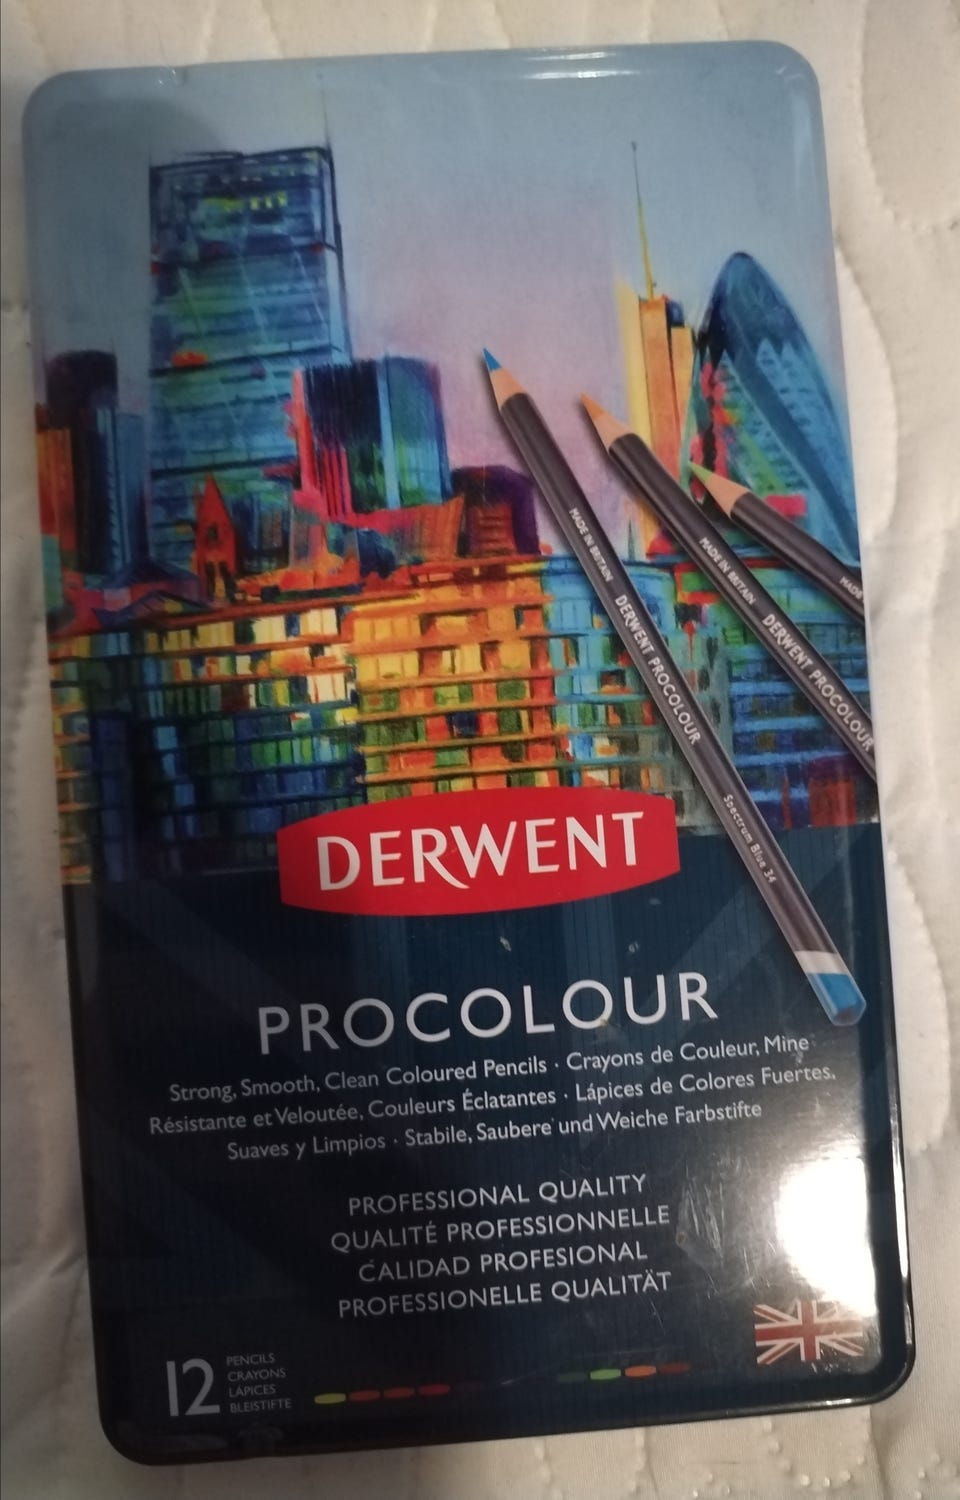 MADE IN BRITAIN DERWENT PROCOLOUR Spectrum Blue 34
MADE IN BRITAIN DERWENT PROCOLOUR
MADE
DERWENT
PROCOLOUR
Strong, Smooth, Clean Coloured Pencils · Crayons de Couleur, Mine
Résistante et Veloutée, Couleurs Éclatantes · Lápices de Colores Fuertes,
Suaves y Limpios · Stabile, Saubere und Weiche Farbstifte
PROFESSIONAL QUALITY
QUALITÉ PROFESSIONNELLE
CALIDAD PROFESIONAL
PROFESSIONELLE QUALITÄT
12
PENCILS
CRAYONS
LÁPICES
BLEISTIFTE